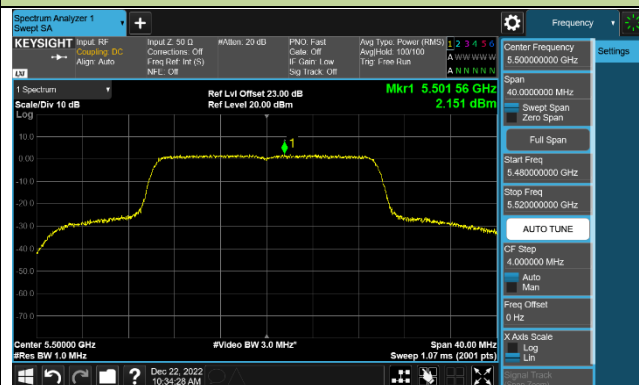 Spectrum Analyzer 1
Swept SA
Frequency
KEYSIGHT
Input: RF
Coupling: DC
Align: Auto
Input Z: 50 Ω
Corrections: Off
Freq Ref: Int (S)
NFE: Off
#Atten: 20 dB
PNO: Fast
Gate: Off
IF Gain: Low
Sig Track: Off
Avg Type: Power (RMS)
Avg|Hold: 100/100
Trig: Free Run
1 2 3 4 5 6
A W W W W W
A N N N N N
LXI
1 Spectrum
Scale/Div 10 dB
Log
Ref Lvl Offset 23.00 dB
Ref Level 20.00 dBm
Mkr1 5.501 56 GHz
2.151 dBm
1
10.0
0.00
-10.0
-20.0
-30.0
-40.0
-50.0
-60.0
-70.0
Center 5.50000 GHz
#Res BW 1.0 MHz
#Video BW 3.0 MHz*
Span 40.00 MHz
Sweep 1.07 ms (2001 pts)
Dec 22, 2022
10:34:28 AM
Center Frequency
5.500000000 GHz
Span
40.0000000 MHz
Swept Span
Zero Span
Full Span
Start Freq
5.480000000 GHz
Stop Freq
5.520000000 GHz
AUTO TUNE
CF Step
4.000000 MHz
Auto
Man
Freq Offset
0 Hz
X Axis Scale
Log
Lin
Signal Track
Settings